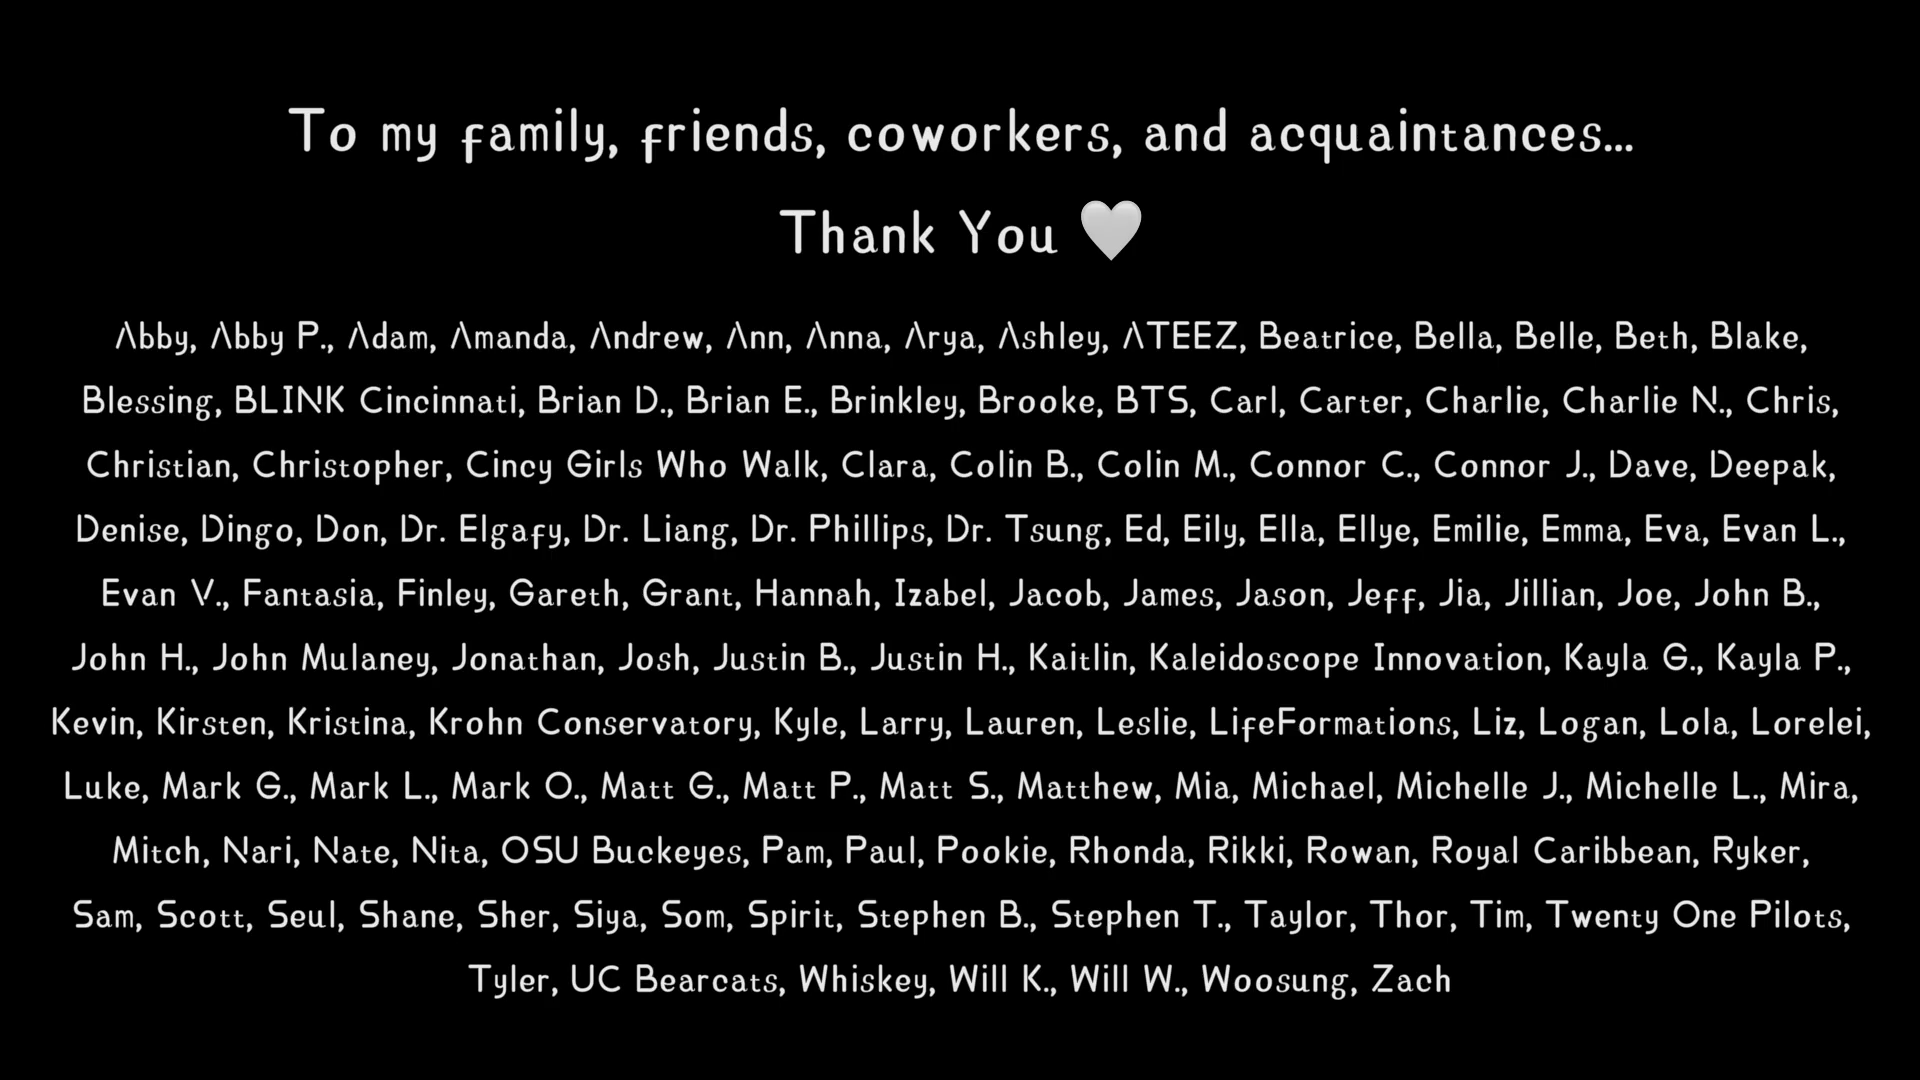 To my family, friends, coworkers, and acquaintances...
Thank You 🤍
Abby, Abby P., Adam, Amanda, Andrew, Ann, Anna, Arya, Ashley, ATEEZ, Beatrice, Bella, Belle, Beth, Blake,
Blessing, BLINK Cincinnati, Brian D., Brian E., Brinkley, Brooke, BTS, Carl, Carter, Charlie, Charlie N., Chris,
Christian, Christopher, Cincy Girls Who Walk, Clara, Colin B., Colin M., Connor C., Connor J., Dave, Deepak,
Denise, Dingo, Don, Dr. Elgafy, Dr. Liang, Dr. Phillips, Dr. Tsung, Ed, Eily, Ella, Ellye, Emilie, Emma, Eva, Evan L.,
Evan V., Fantasia, Finley, Gareth, Grant, Hannah, Izabel, Jacob, James, Jason, Jeff, Jia, Jillian, Joe, John B.,
John H., John Mulaney, Jonathan, Josh, Justin B., Justin H., Kaitlin, Kaleidoscope Innovation, Kayla G., Kayla P.,
Kevin, Kirsten, Kristina, Krohn Conservatory, Kyle, Larry, Lauren, Leslie, LifeFormations, Liz, Logan, Lola, Lorelei,
Luke, Mark G., Mark L., Mark O., Matt G., Matt P., Matt S., Matthew, Mia, Michael, Michelle J., Michelle L., Mira,
Mitch, Nari, Nate, Nita, OSU Buckeyes, Pam, Paul, Pookie, Rhonda, Rikki, Rowan, Royal Caribbean, Ryker,
Sam, Scott, Seul, Shane, Sher, Siya, Som, Spirit, Stephen B., Stephen T., Taylor, Thor, Tim, Twenty One Pilots,
Tyler, UC Bearcats, Whiskey, Will K., Will W., Woosung, Zach